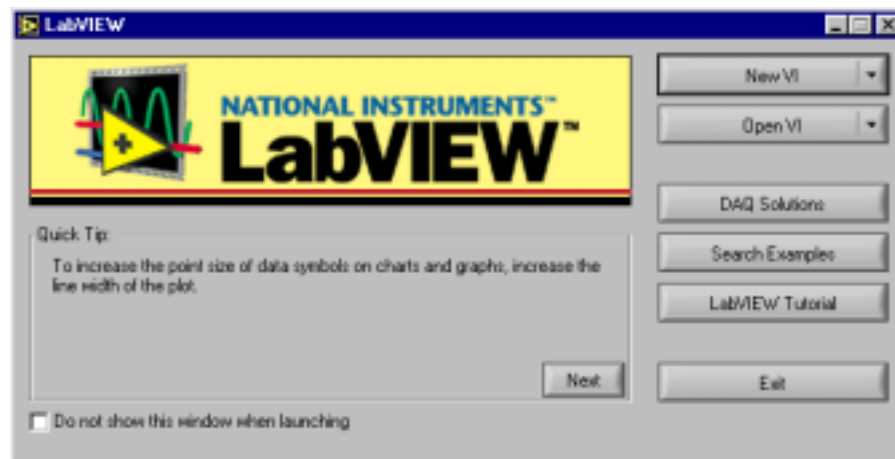 LabVIEW
NATIONAL INSTRUMENTS™
LabVIEW™
New VI
Open VI
DAQ Solutions
Search Examples
LabVIEW Tutorial
Exit
Quick Tip:
To increase the point size of data symbols on charts and graphs, increase the
line width of the plot.
Next
Do not show this window when launching